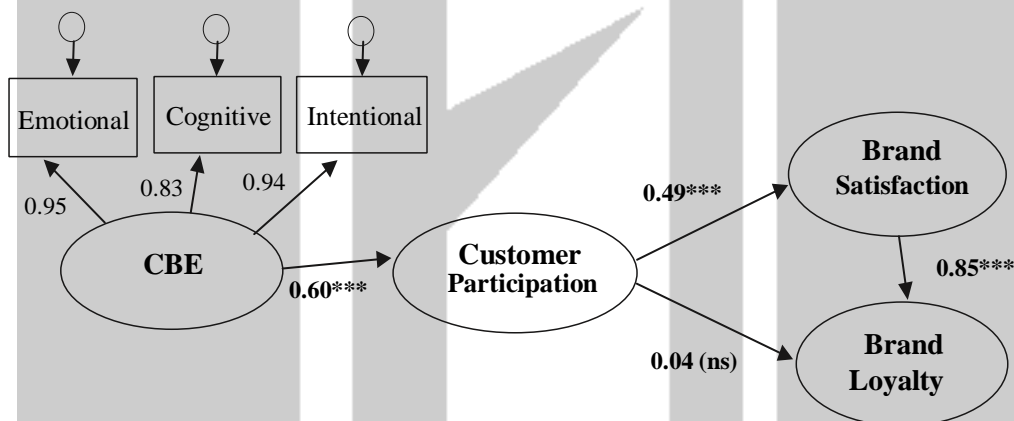 Emotional
Cognitive
Intentional
0.95
0.83
0.94
CBE
0.60***
Customer
Participation
0.49***
Brand
Satisfaction
0.85***
0.04 (ns)
Brand
Loyalty